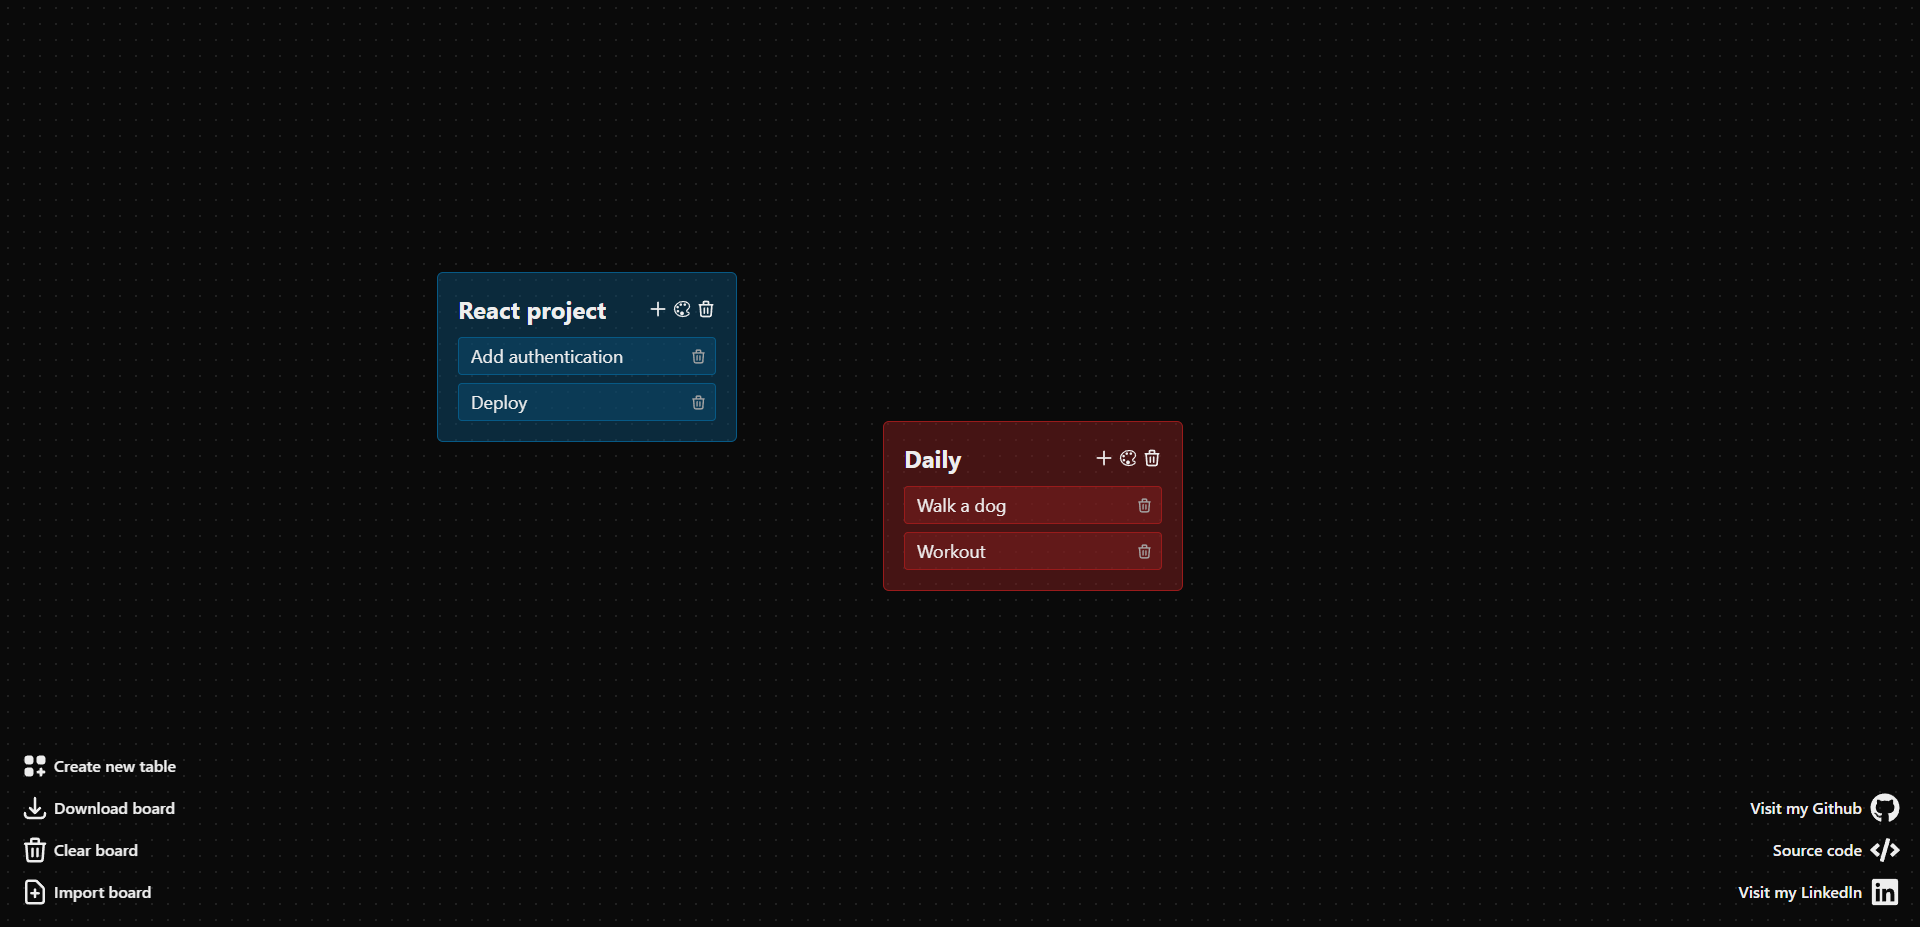 React project
Add authentication
Deploy
Daily
Walk a dog
Workout
Create new table
Download board
Clear board
Import board
Visit my Github
Source code
Visit my LinkedIn